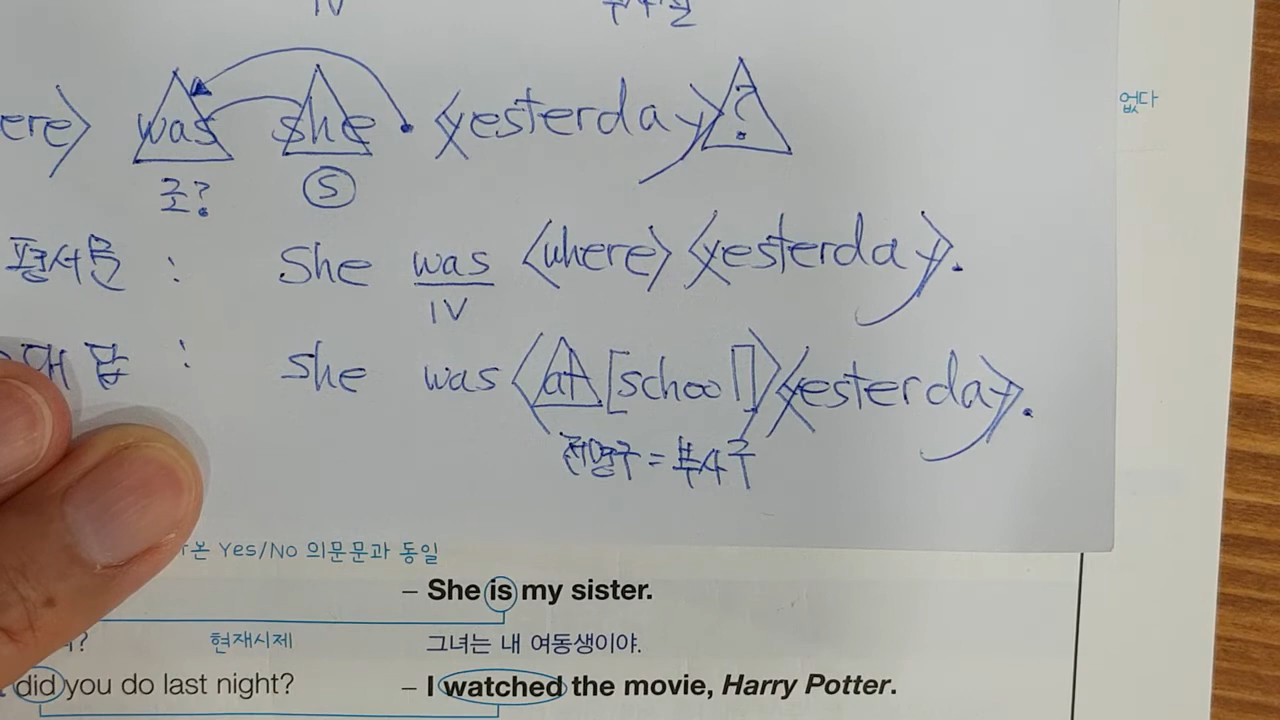 IV
ere〉 was she 〈yesterday〉?
조? S
없다
평서문 : She was 〈where〉 〈yesterday〉.
IV
대답 : she was 〈at [school]〉 〈yesterday〉.
전명구 = 부사구
본 Yes/No 의문문과 동일
– She is my sister.
? 현재시제 그녀는 내 여동생이야.
did you do last night? – I watched the movie, Harry Potter.